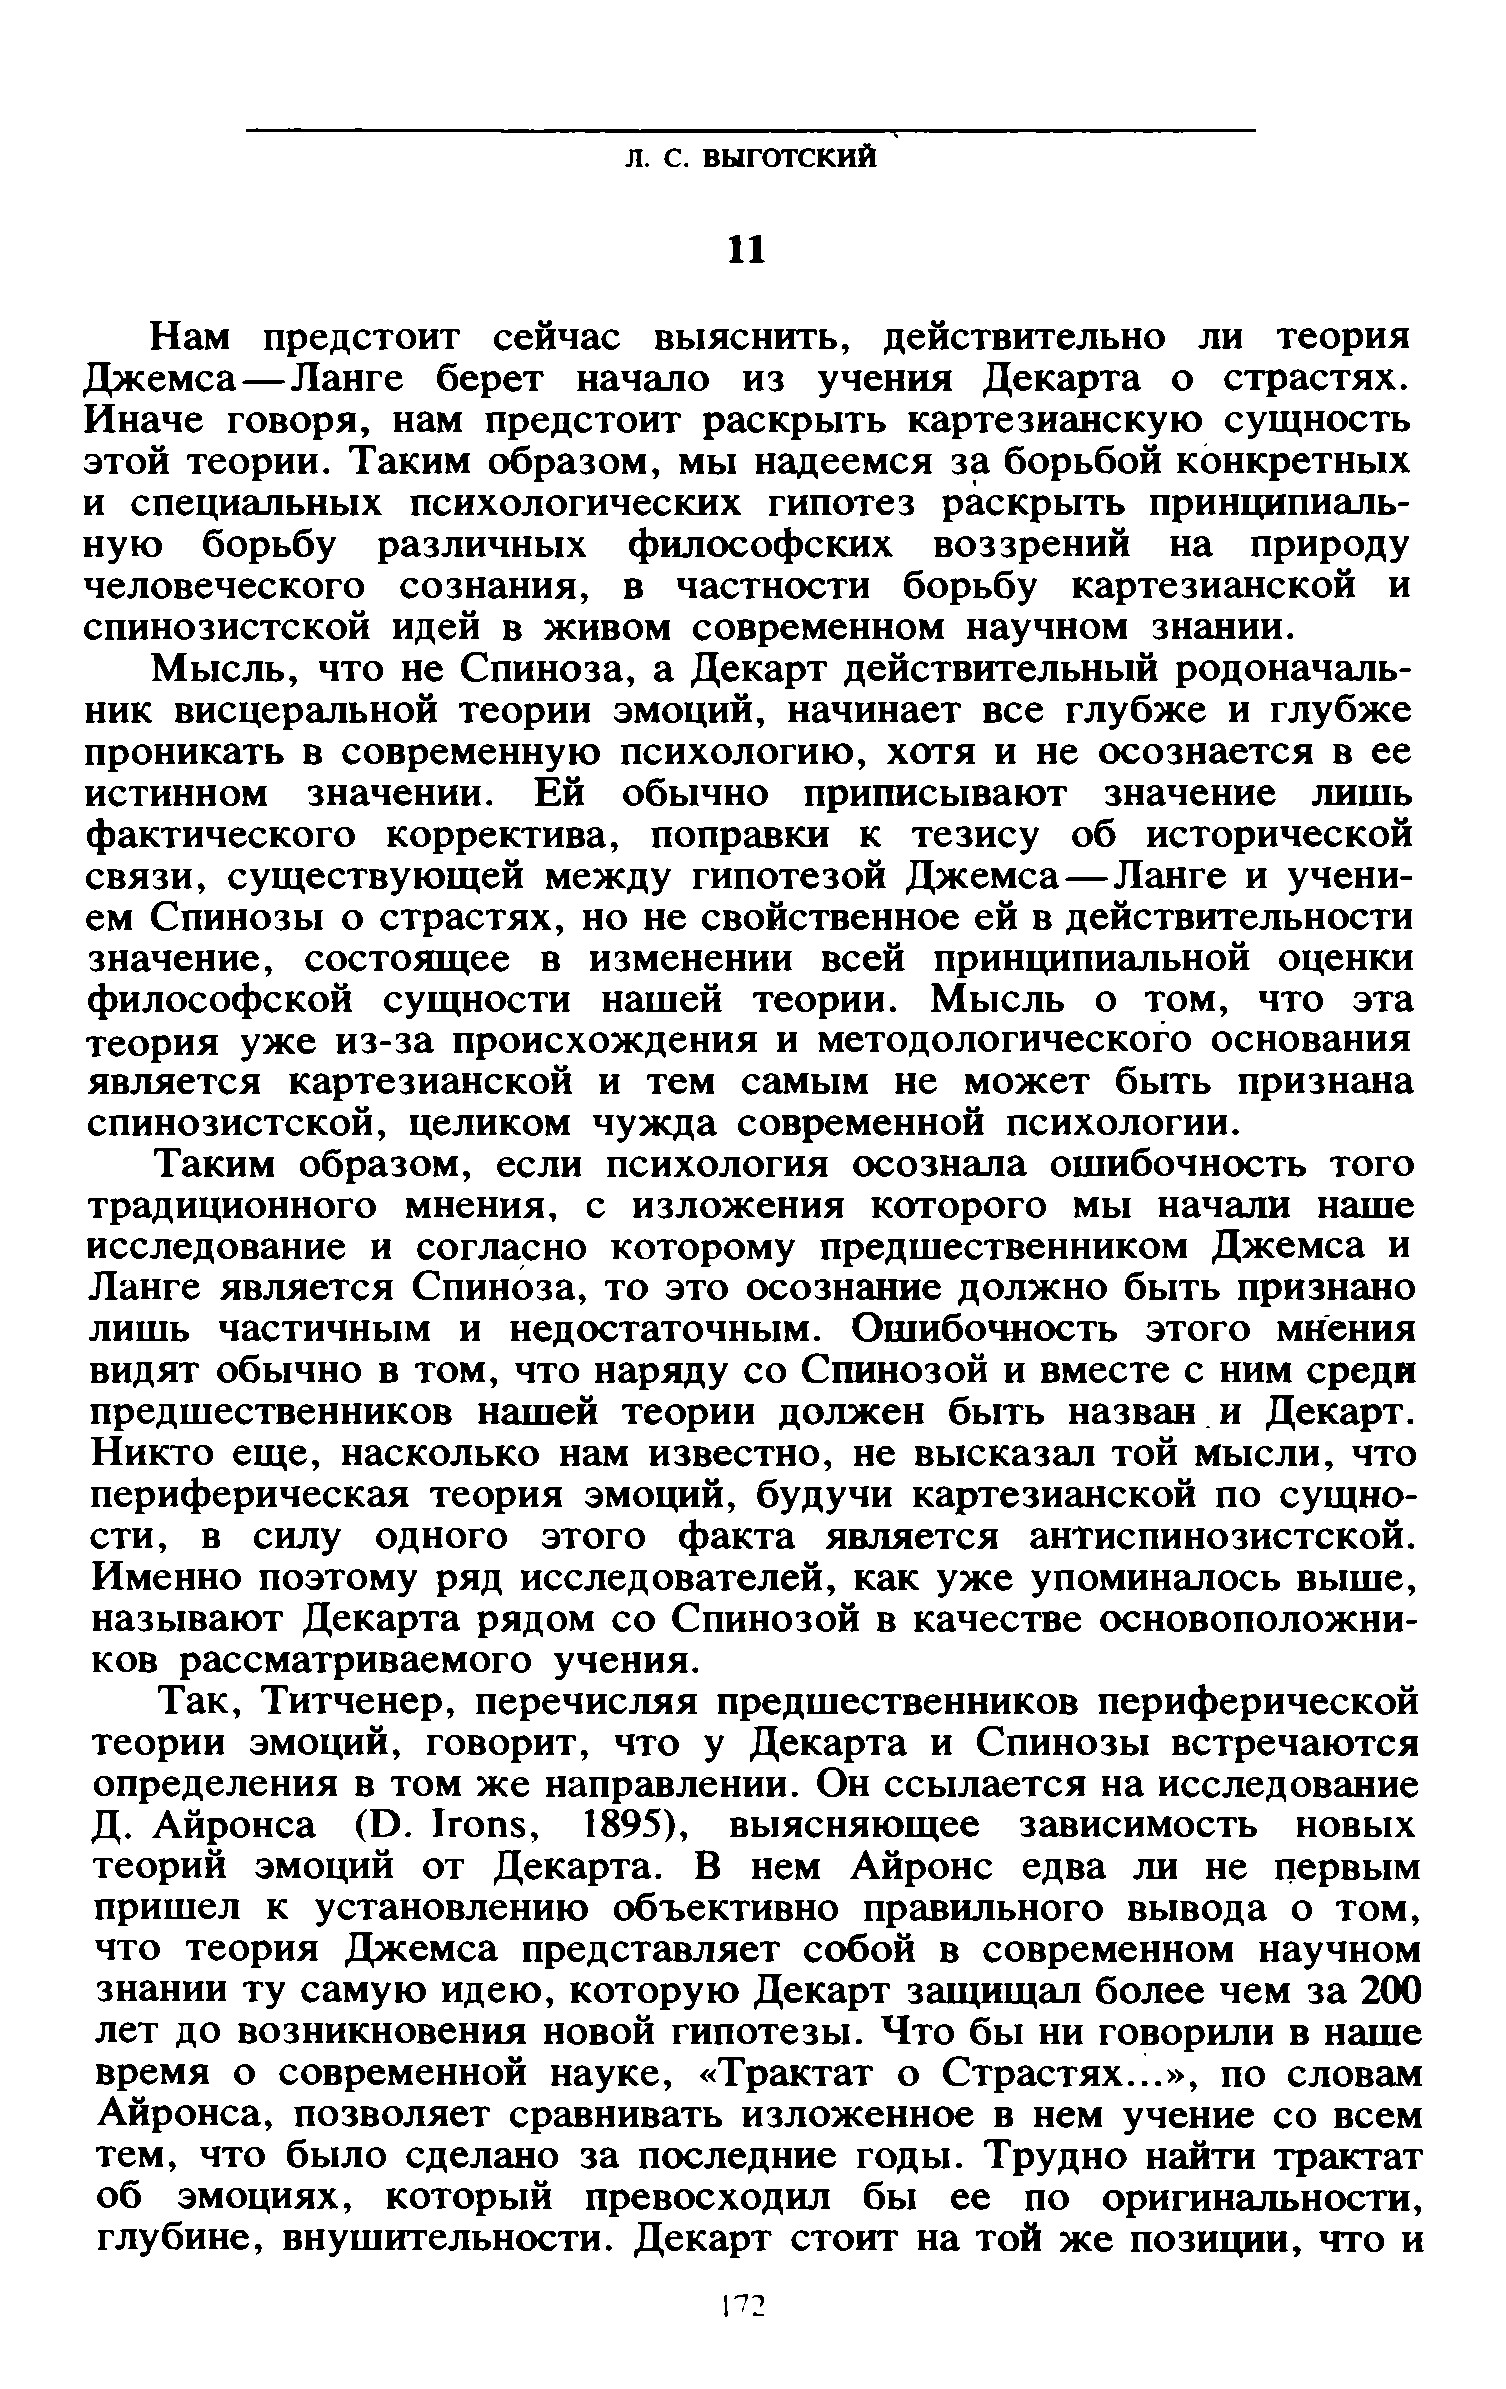 Л. С. ВЫГОТСКИЙ
11
Нам предстоит сейчас выяснить, действительно ли теория
Джемса—Ланге берет начало из учения Декарта о страстях.
Иначе говоря, нам предстоит раскрыть картезианскую сущность
этой теории. Таким образом, мы надеемся за борьбой конкретных
и специальных психологических гипотез раскрыть принципиаль-
ную борьбу различных философских воззрений на природу
человеческого сознания, в частности борьбу картезианской и
спинозистской идей в живом современном научном знании.
Мысль, что не Спиноза, а Декарт действительный родоначаль-
ник висцеральной теории эмоций, начинает все глубже и глубже
проникать в современную психологию, хотя и не осознается в ее
истинном значении. Ей обычно приписывают значение лишь
фактического корректива, поправки к тезису об исторической
связи, существующей между гипотезой Джемса—Ланге и учени-
ем Спинозы о страстях, но не свойственное ей в действительности
значение, состоящее в изменении всей принципиальной оценки
философской сущности нашей теории. Мысль о том, что эта
теория уже из-за происхождения и методологического основания
является картезианской и тем самым не может быть признана
спинозистской, целиком чужда современной психологии.
Таким образом, если психология осознала ошибочность того
традиционного мнения, с изложения которого мы начали наше
исследование и согласно которому предшественником Джемса и
Ланге является Спиноза, то это осознание должно быть признано
лишь частичным и недостаточным. Ошибочность этого мнения
видят обычно в том, что наряду со Спинозой и вместе с ним среди
предшественников нашей теории должен быть назван и Декарт.
Никто еще, насколько нам известно, не высказал той мысли, что
периферическая теория эмоций, будучи картезианской по сущно-
сти, в силу одного этого факта является антиспинозистской.
Именно поэтому ряд исследователей, как уже упоминалось выше,
называют Декарта рядом со Спинозой в качестве основоположни-
ков рассматриваемого учения.
Так, Титченер, перечисляя предшественников периферической
теории эмоций, говорит, что у Декарта и Спинозы встречаются
определения в том же направлении. Он ссылается на исследование
Д. Айронса (D. Irons, 1895), выясняющее зависимость новых
теорий эмоций от Декарта. В нем Айронс едва ли не первым
пришел к установлению объективно правильного вывода о том,
что теория Джемса представляет собой в современном научном
знании ту самую идею, которую Декарт защищал более чем за 200
лет до возникновения новой гипотезы. Что бы ни говорили в наше
время о современной науке, «Трактат о Страстях...», по словам
Айронса, позволяет сравнивать изложенное в нем учение со всем
тем, что было сделано за последние годы. Трудно найти трактат
об эмоциях, который превосходил бы ее по оригинальности,
глубине, внушительности. Декарт стоит на той же позиции, что и
172